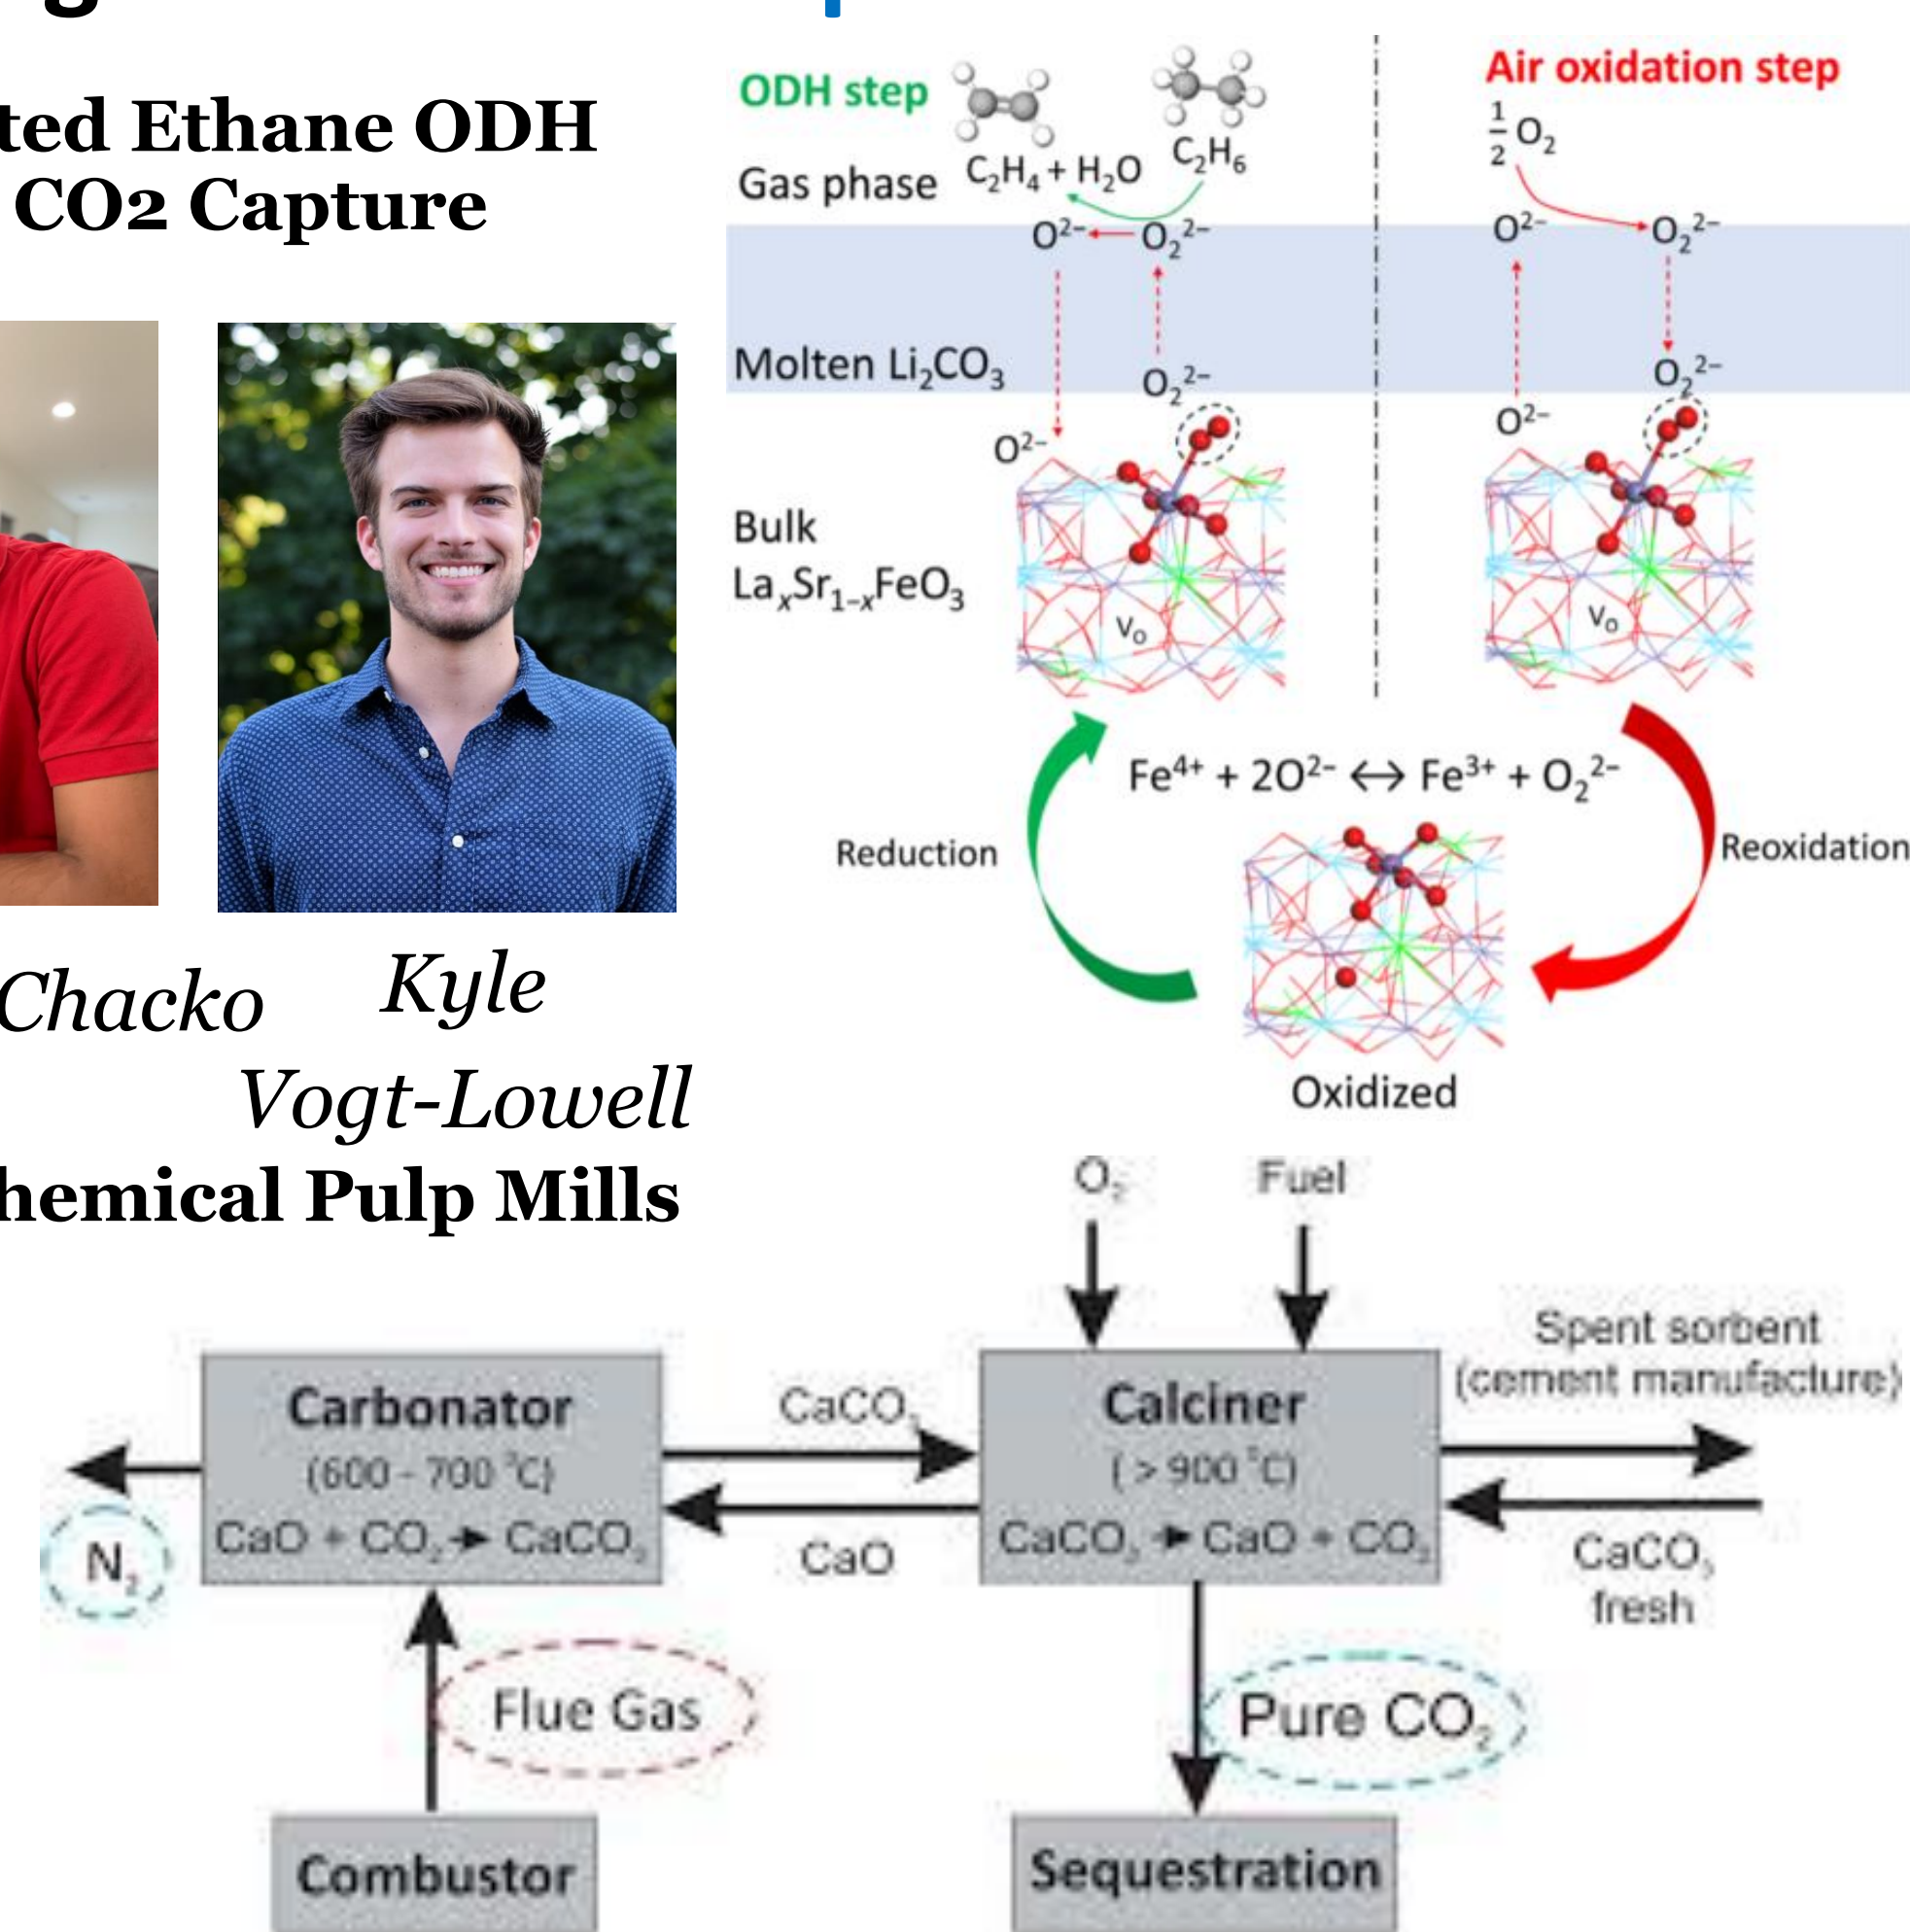 ted Ethane ODH
CO2 Capture
Chacko
Kyle
Vogt-Lowell
hemical Pulp Mills
ODH step
Air oxidation step
½ O₂
Gas phase
C₂H₄ + H₂O
C₂H₆
O²⁻
O₂²⁻
O²⁻
O₂²⁻
Molten Li₂CO₃
O₂²⁻
O₂²⁻
O²⁻
O²⁻
Bulk
LaₓSr₁₋ₓFeO₃
V₀
V₀
Fe⁴⁺ + 2O²⁻ ↔ Fe³⁺ + O₂²⁻
Reduction
Reoxidation
Oxidized
O₂
Fuel
Spent sorbent
(cement manufacture)
Carbonator
(600 - 700 °C)
CaO + CO₂ → CaCO₃
CaCO₃
CaO
Calciner
( > 900 °C)
CaCO₃ → CaO + CO₂
CaCO₃
fresh
N₂
Flue Gas
Pure CO₂
Combustor
Sequestration